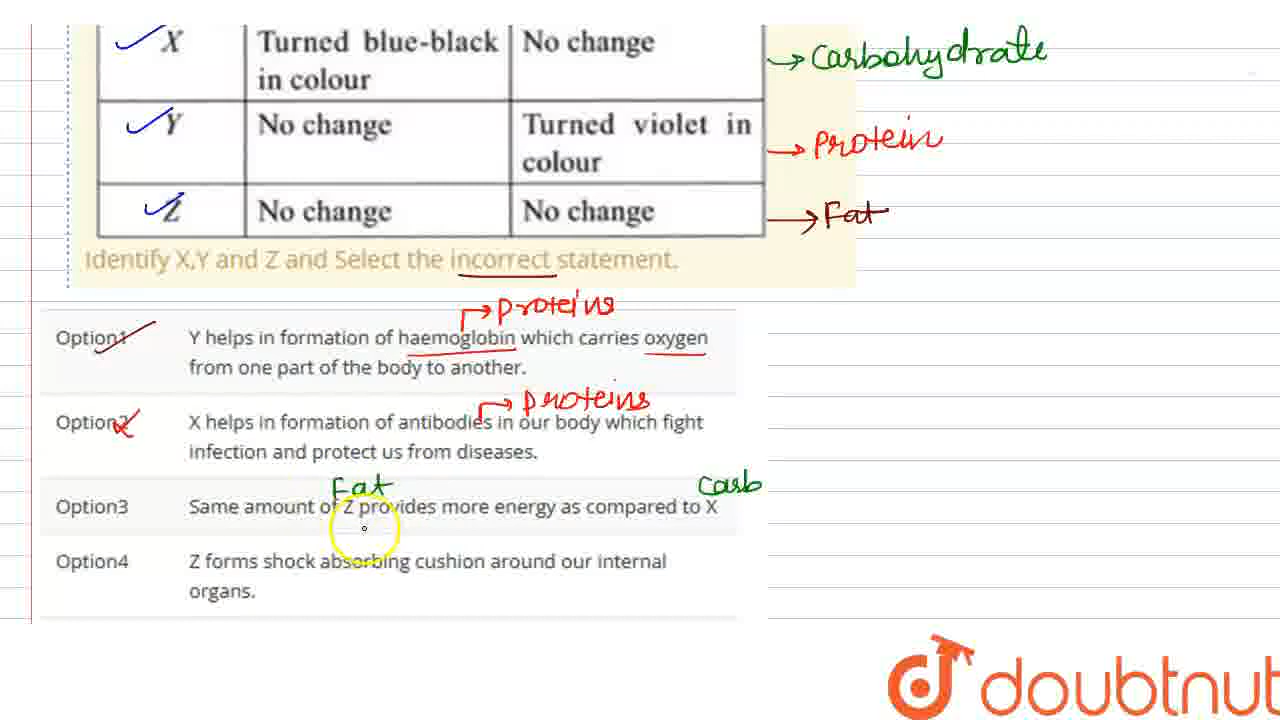 X Turned blue-black No change → Carbohydrate
in colour
Y No change Turned violet in → Protein
colour
Z No change No change → Fat
Identify X,Y and Z and Select the incorrect statement.
→ Proteins
Option1 Y helps in formation of haemoglobin which carries oxygen
from one part of the body to another.
→ Proteins
Option2 X helps in formation of antibodies in our body which fight
infection and protect us from diseases.
Fat Carb
Option3 Same amount of Z provides more energy as compared to X
Option4 Z forms shock absorbing cushion around our internal
organs.
doubtnut